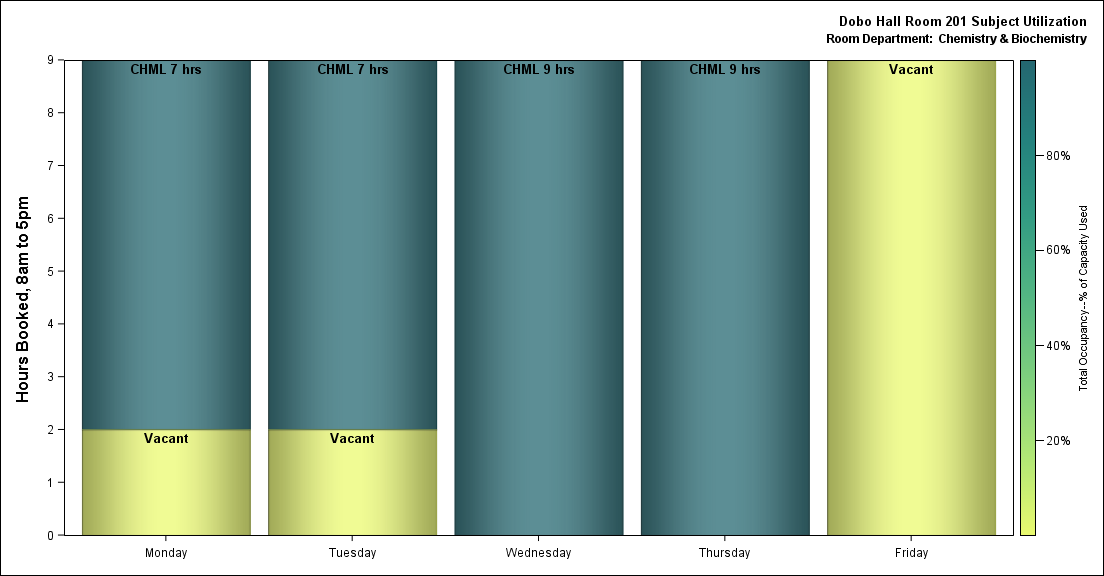 Dobo Hall Room 201 Subject Utilization
Room Department: Chemistry & Biochemistry
Hours Booked, 8am to 5pm
9
8
7
6
5
4
3
2
1
0
CHML 7 hrs
CHML 7 hrs
CHML 9 hrs
CHML 9 hrs
Vacant
Vacant
Vacant
Monday
Tuesday
Wednesday
Thursday
Friday
80%
60%
40%
20%
Total Occupancy--% of Capacity Used